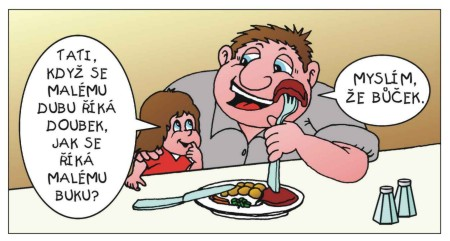 TATI,
KDYŽ SE
MALÉMU
DUBU ŘÍKÁ
DOUBEK,
JAK SE
ŘÍKÁ
MALÉMU
BUKU?
MYSLÍM,
ŽE BŮČEK.